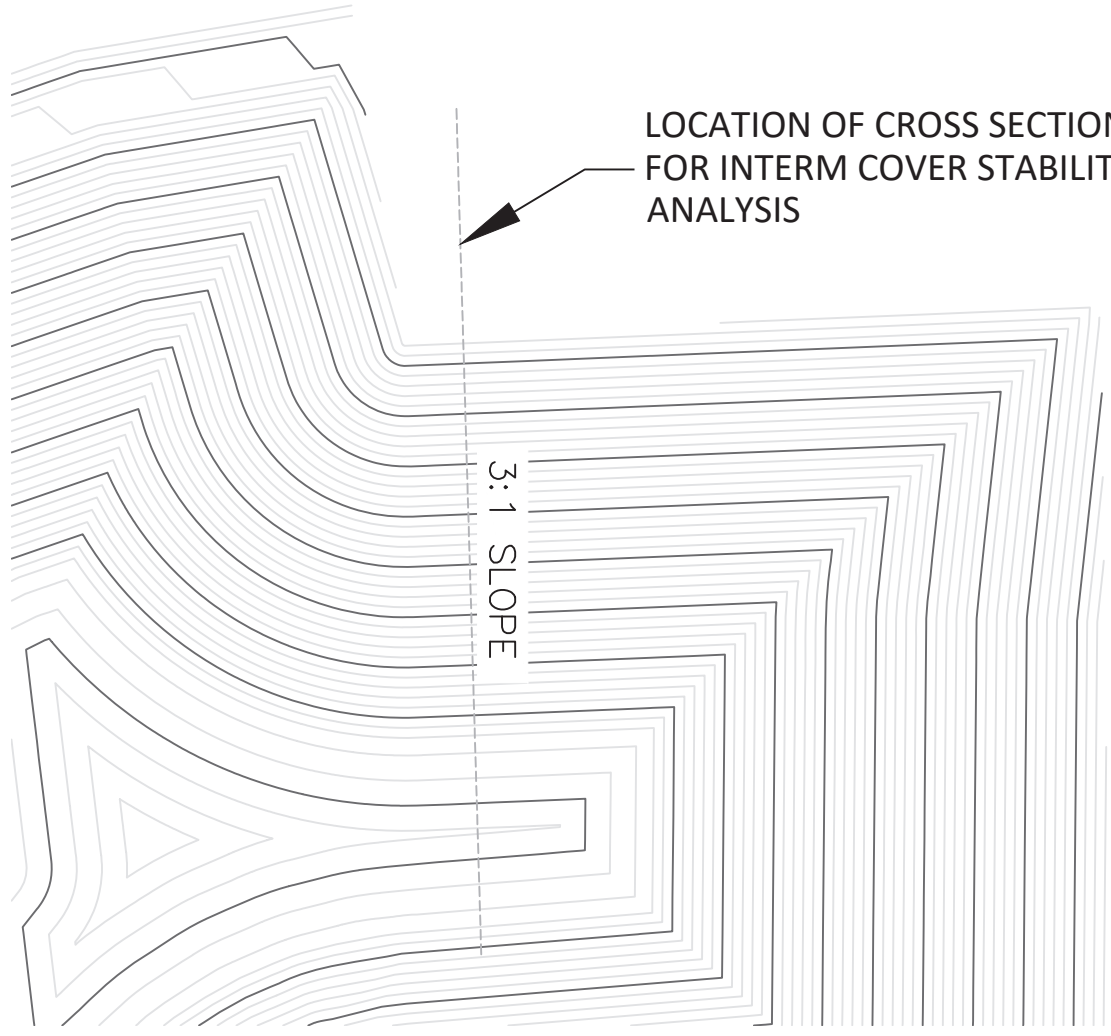 LOCATION OF CROSS SECTION
FOR INTERM COVER STABILIT
ANALYSIS
3:1 SLOPE